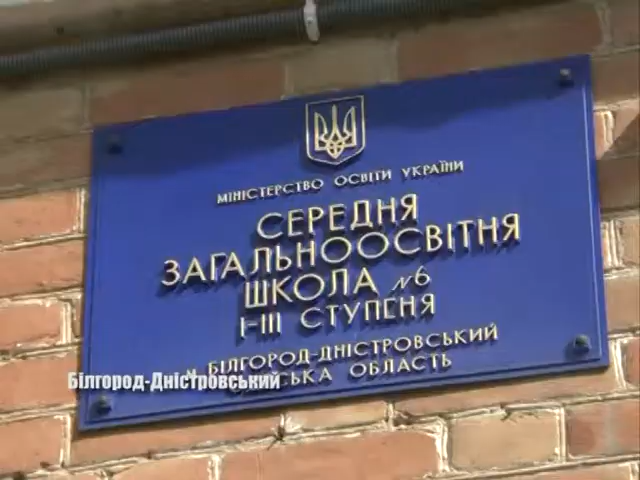 МІНІСТЕРСТВО ОСВІТИ УКРАЇНИ
СЕРЕДНЯ
ЗАГАЛЬНООСВІТНЯ
ШКОЛА №6
І-ІІІ СТУПЕНЯ
М. БІЛГОРОД-ДНІСТРОВСЬКИЙ
ОБЛАСТЬ
Білгород-Дністровський